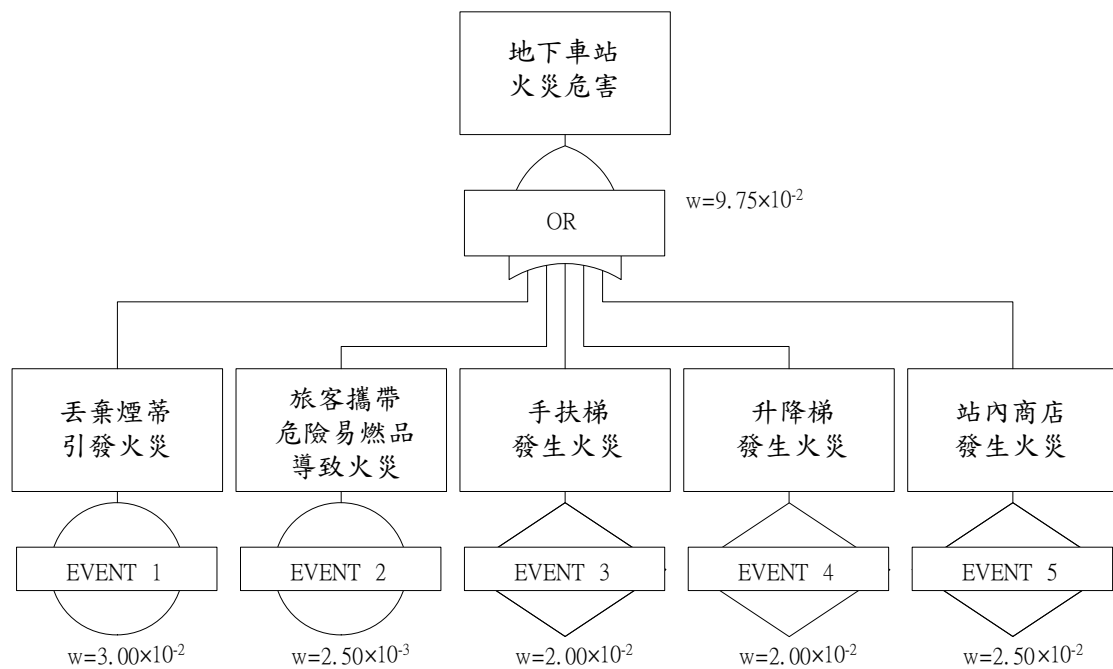 地下車站
火災危害
OR
w=9.75×10⁻²
丟棄煙蒂
引發火災
旅客攜帶
危險易燃品
導致火災
手扶梯
發生火災
升降梯
發生火災
站內商店
發生火災
EVENT 1
EVENT 2
EVENT 3
EVENT 4
EVENT 5
w=3.00×10⁻²
w=2.50×10⁻³
w=2.00×10⁻²
w=2.00×10⁻²
w=2.50×10⁻²